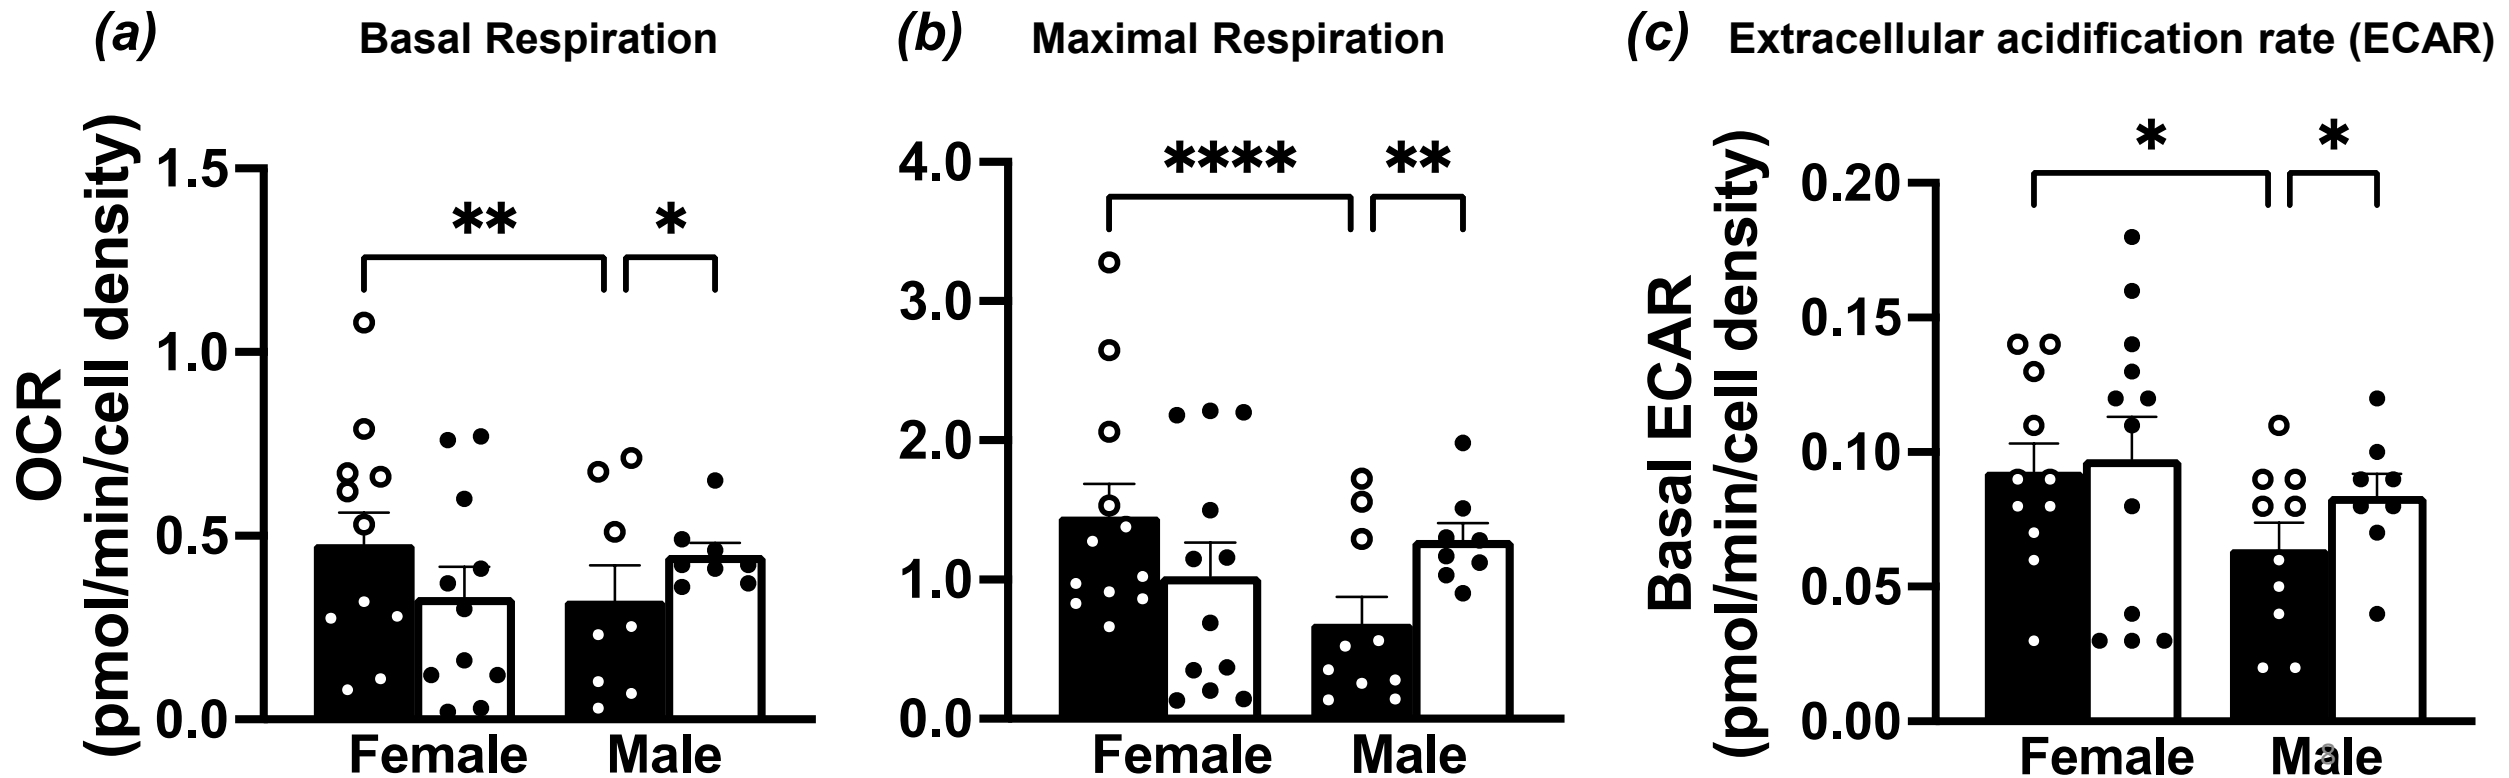 (a) Basal Respiration
OCR
(pmol/min/cell density)
1.5
1.0
0.5
0.0
** *
Female Male
(b) Maximal Respiration
4.0
3.0
2.0
1.0
0.0
**** **
Female Male
(c) Extracellular acidification rate (ECAR)
Basal ECAR
(pmol/min/cell density)
0.20
0.15
0.10
0.05
0.00
* *
Female Male
8